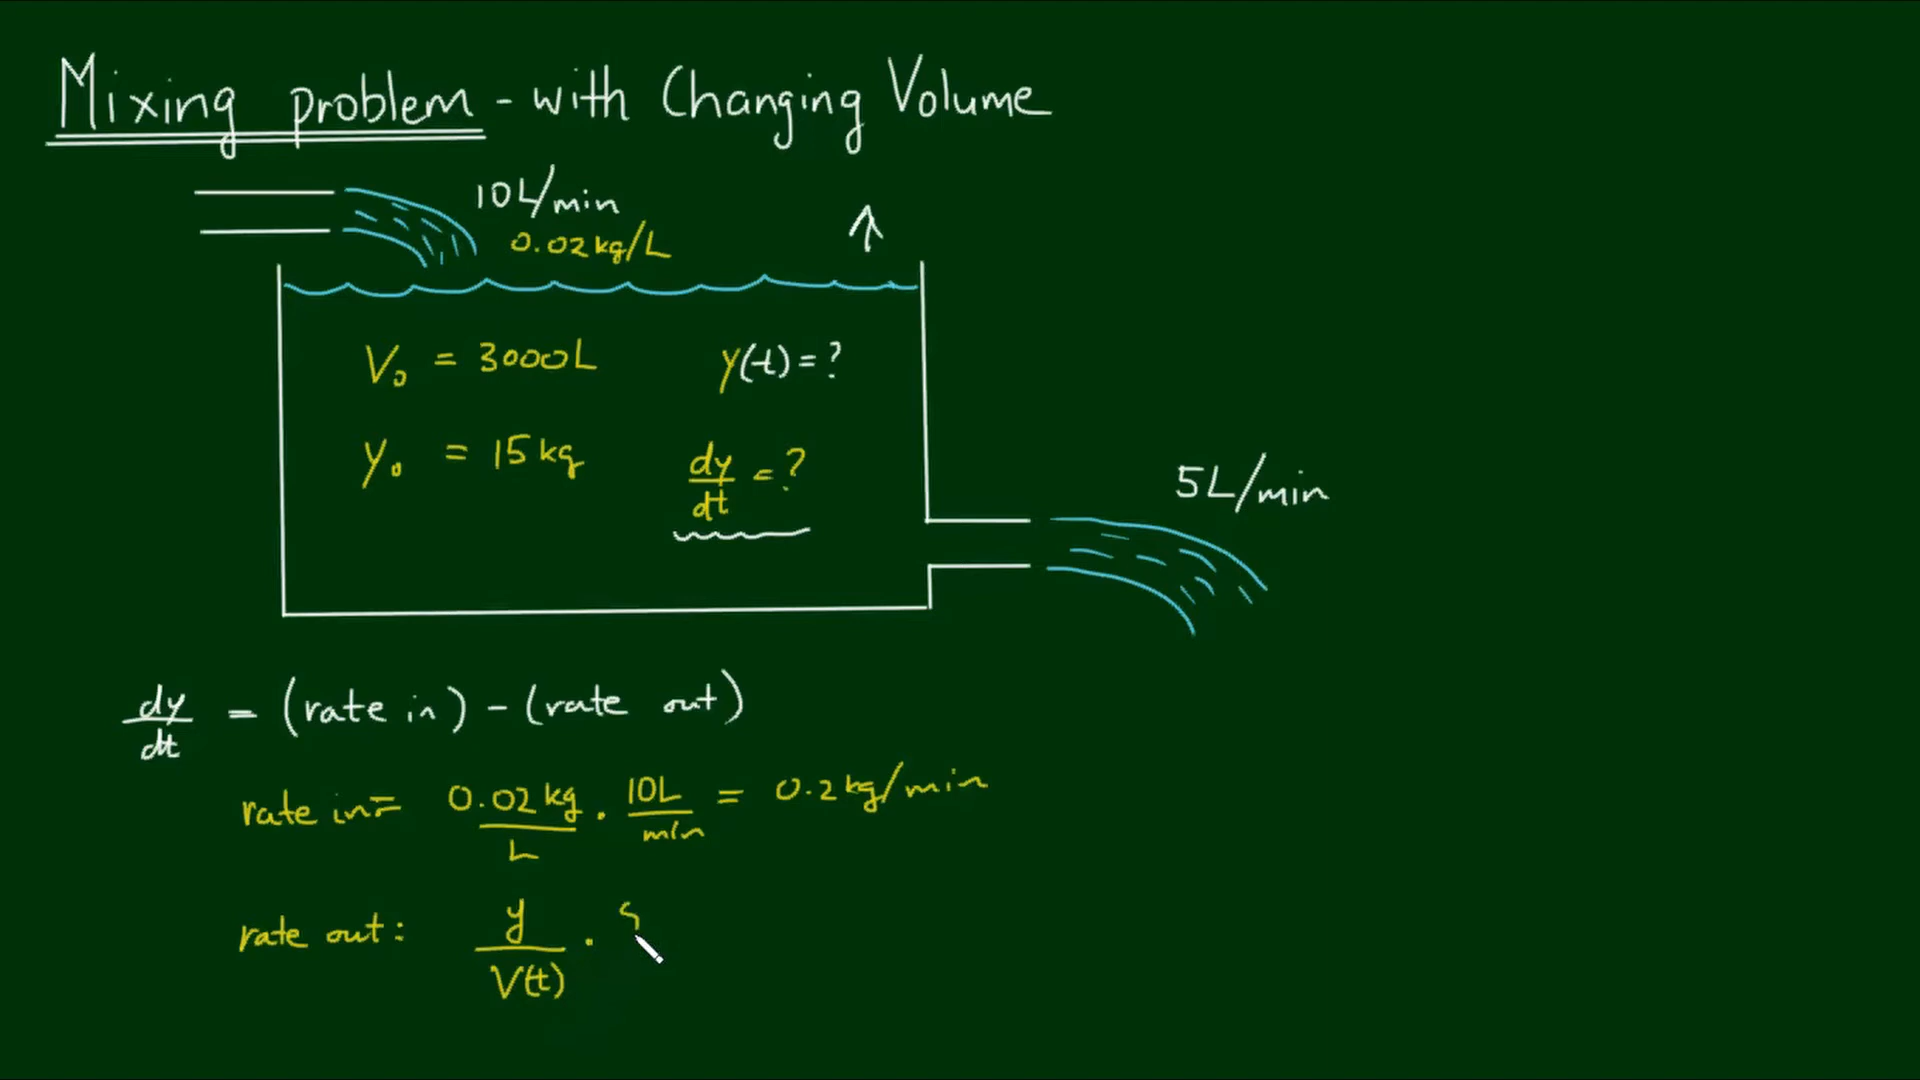 Mixing problem - with Changing Volume
10L/min
0.02kg/L
V₀ = 3000L y(t) = ?
y₀ = 15kg dy/dt = ?
5L/min
dy/dt = (rate in) - (rate out)
rate in = 0.02kg/L · 10L/min = 0.2kg/min
rate out: y/V(t) ·